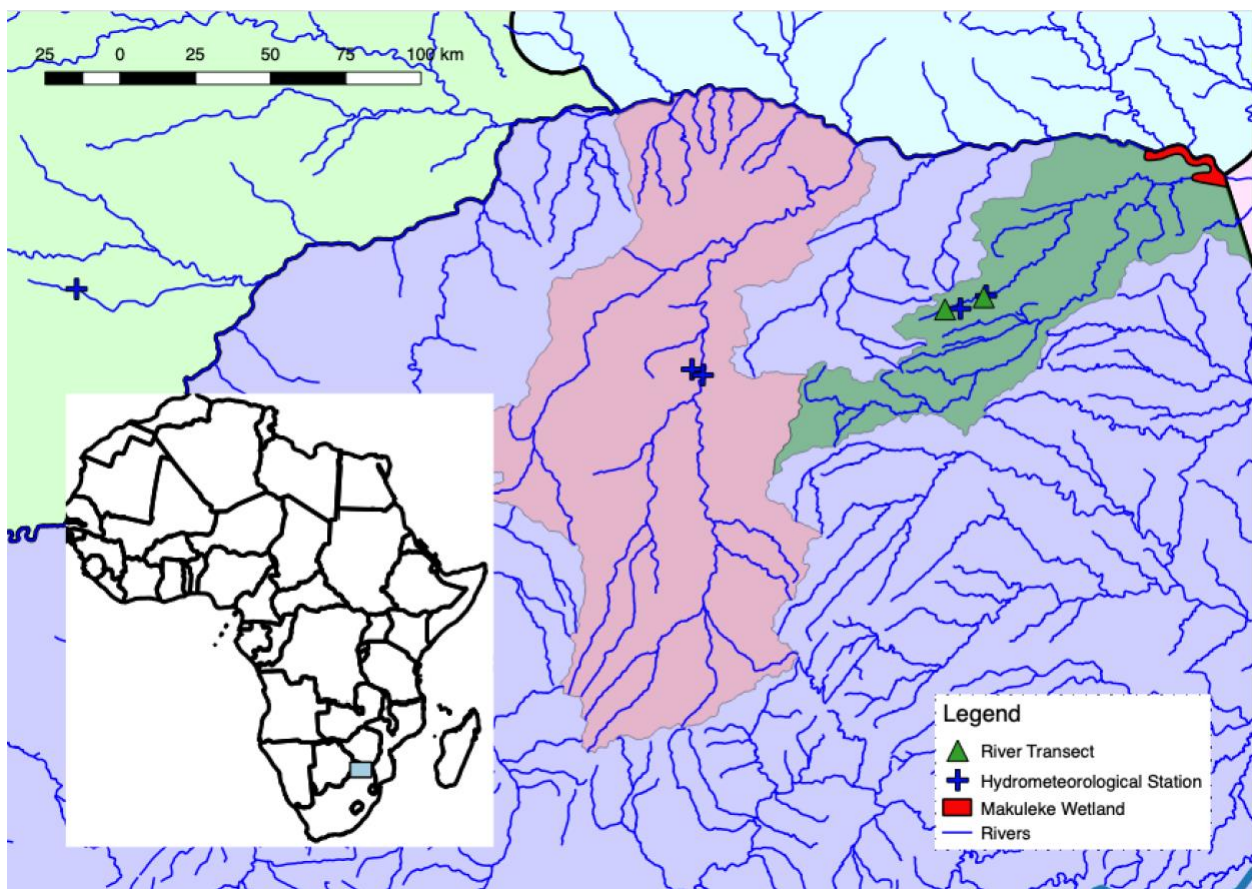 25 0 25 50 75 100 km
Legend
River Transect
Hydrometeorological Station
Makuleke Wetland
Rivers